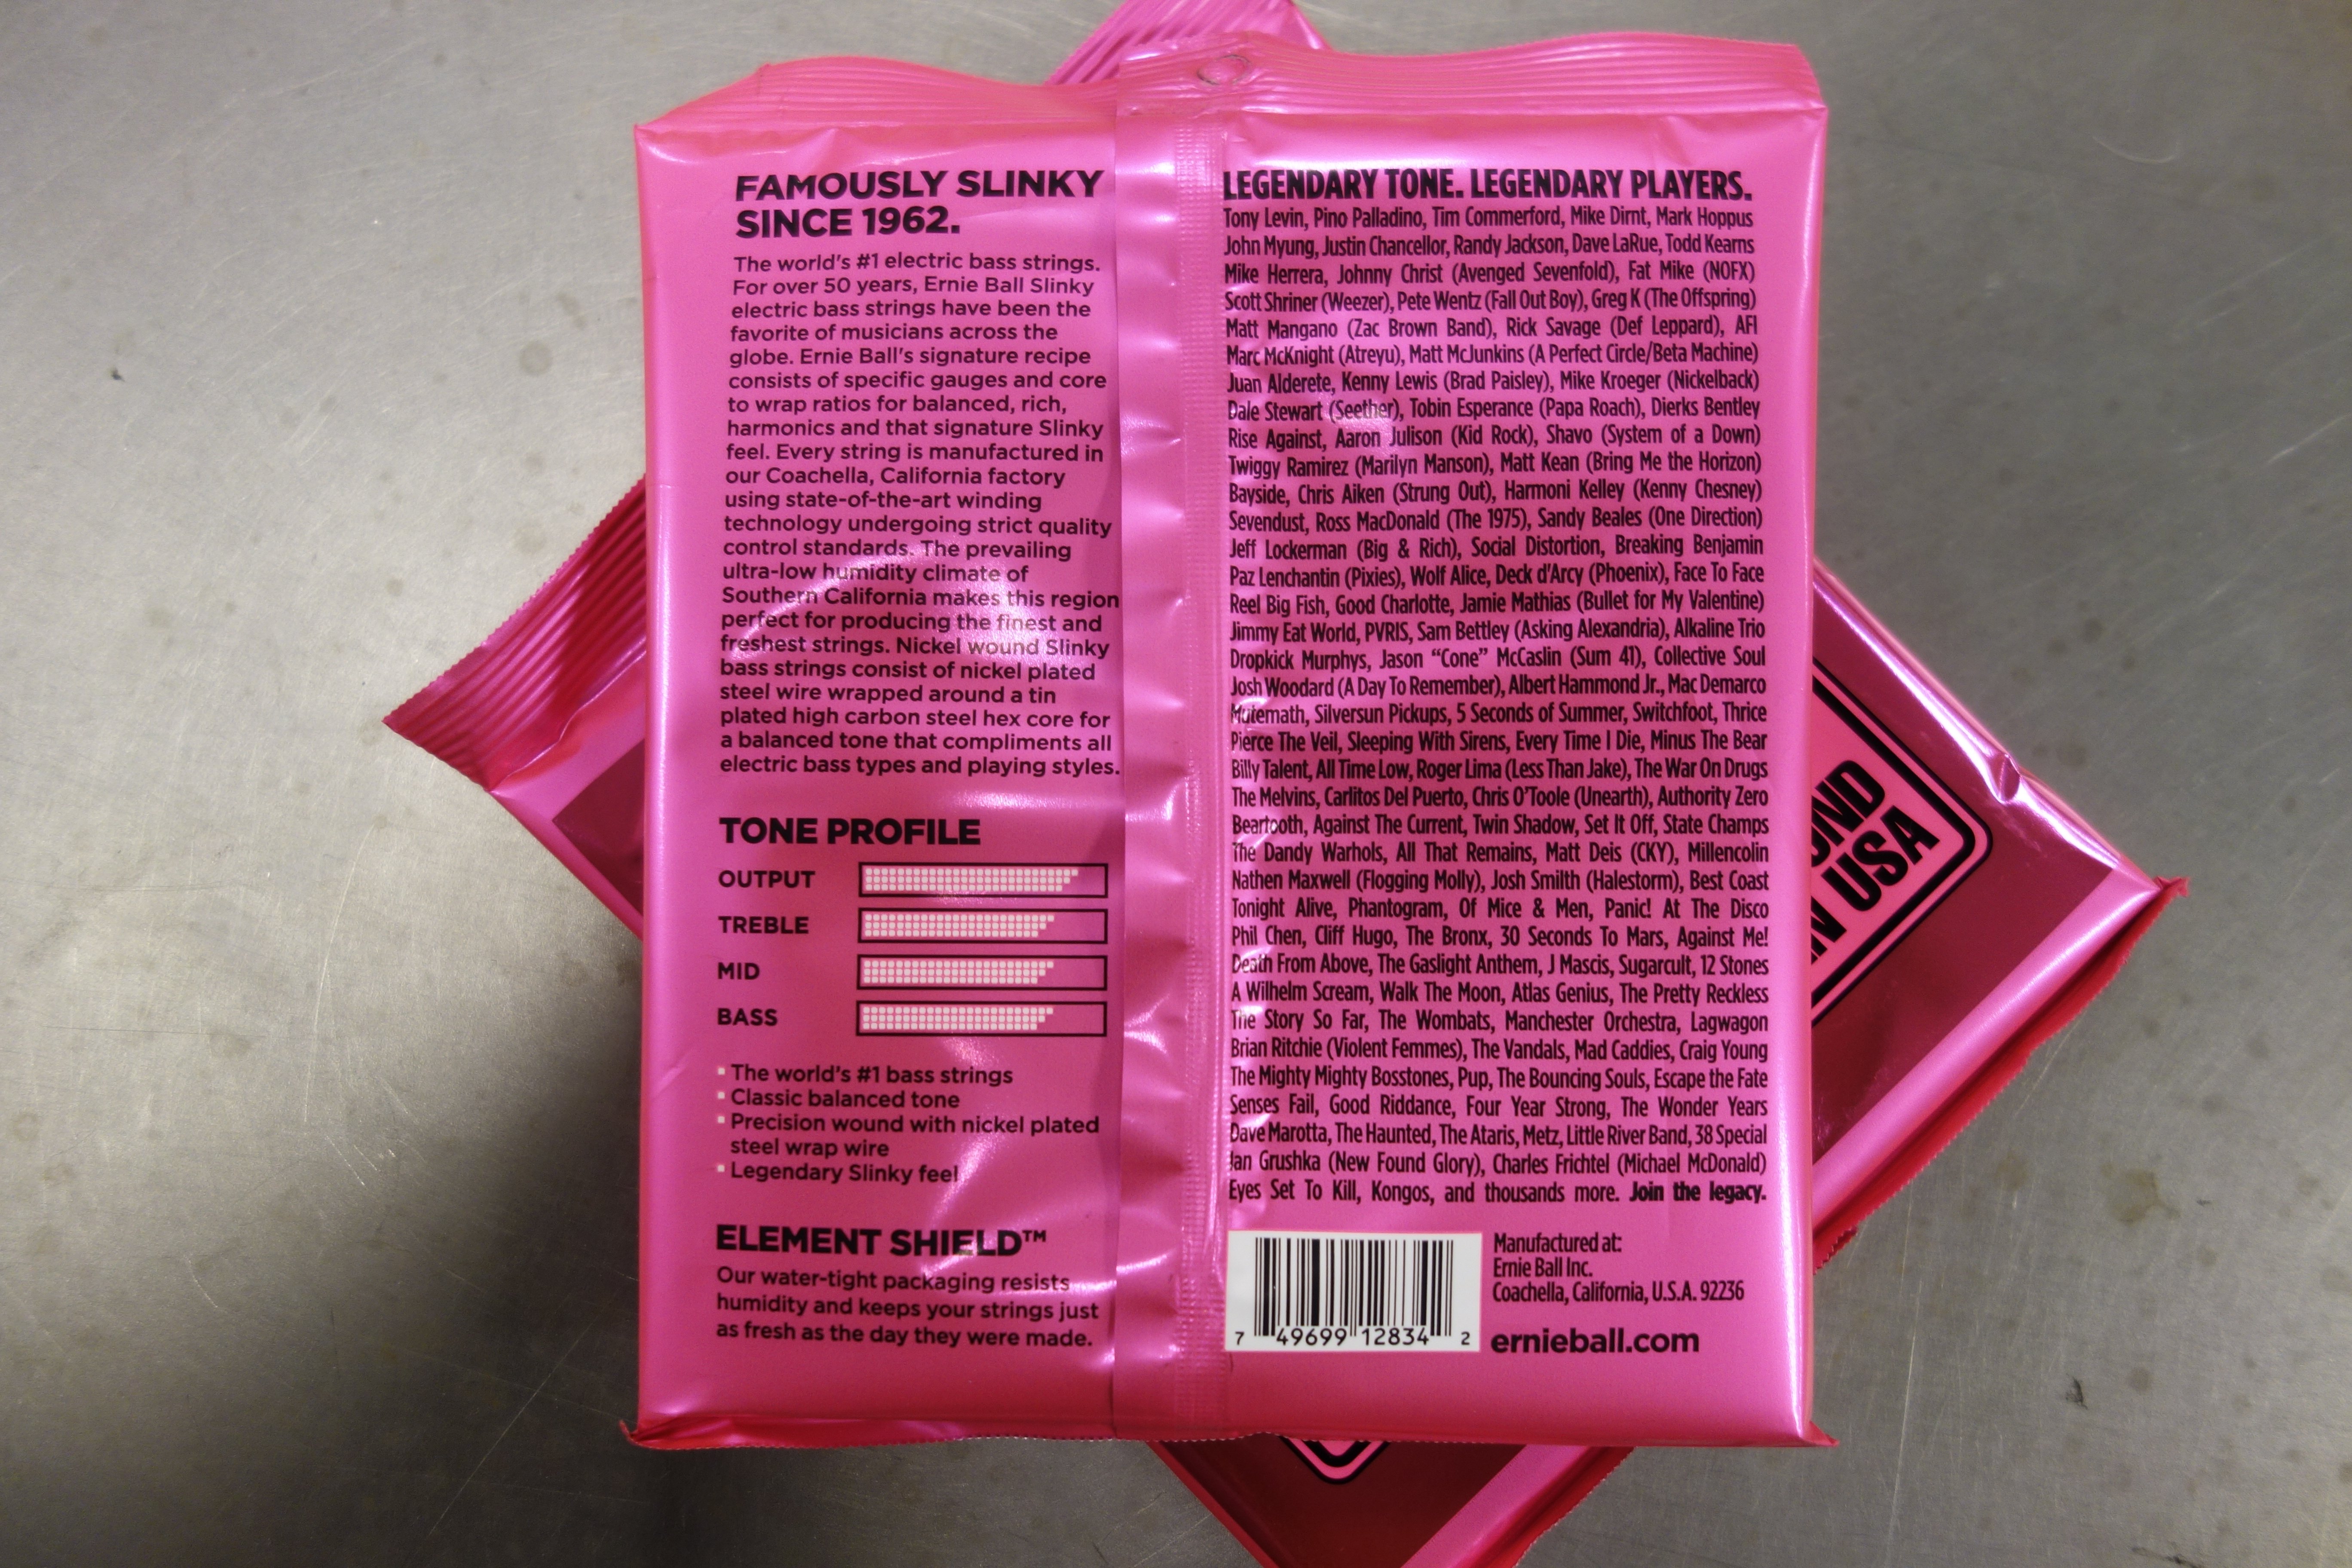 FAMOUSLY SLINKY
SINCE 1962.
The world's #1 electric bass strings.
For over 50 years, Ernie Ball Slinky
electric bass strings have been the
favorite of musicians across the
globe. Ernie Ball's signature recipe
consists of specific gauges and core
to wrap ratios for balanced, rich,
harmonics and that signature Slinky
feel. Every string is manufactured in
our Coachella, California factory
using state-of-the-art winding
technology undergoing strict quality
control standards. The prevailing
ultra-low humidity climate of
Southern California makes this region
perfect for producing the finest and
freshest strings. Nickel wound Slinky
bass strings consist of nickel plated
steel wire wrapped around a tin
plated high carbon steel hex core for
a balanced tone that compliments all
electric bass types and playing styles.
TONE PROFILE
OUTPUT
TREBLE
MID
BASS
The world's #1 bass strings
Classic balanced tone
Precision wound with nickel plated
steel wrap wire
Legendary Slinky feel
ELEMENT SHIELD™
Our water-tight packaging resists
humidity and keeps your strings just
as fresh as the day they were made.
LEGENDARY TONE. LEGENDARY PLAYERS.
Tony Levin, Pino Palladino, Tim Commerford, Mike Dirnt, Mark Hoppus
John Myung, Justin Chancellor, Randy Jackson, Dave LaRue, Todd Kearns
Mike Herrera, Johnny Christ (Avenged Sevenfold), Fat Mike (NOFX)
Scott Shriner (Weezer), Pete Wentz (Fall Out Boy), Greg K (The Offspring)
Matt Mangano (Zac Brown Band), Rick Savage (Def Leppard), AFI
Marc McKnight (Atreyu), Matt McJunkins (A Perfect Circle/Beta Machine)
Juan Alderete, Kenny Lewis (Brad Paisley), Mike Kroeger (Nickelback)
Dale Stewart (Seether), Tobin Esperance (Papa Roach), Dierks Bentley
Rise Against, Aaron Julison (Kid Rock), Shavo (System of a Down)
Twiggy Ramirez (Marilyn Manson), Matt Kean (Bring Me the Horizon)
Bayside, Chris Aiken (Strung Out), Harmoni Kelley (Kenny Chesney)
Sevendust, Ross MacDonald (The 1975), Sandy Beales (One Direction)
Jeff Lockerman (Big & Rich), Social Distortion, Breaking Benjamin
Paz Lenchantin (Pixies), Wolf Alice, Deck d'Arcy (Phoenix), Face To Face
Reel Big Fish, Good Charlotte, Jamie Mathias (Bullet for My Valentine)
Jimmy Eat World, PVRIS, Sam Bettley (Asking Alexandria), Alkaline Trio
Dropkick Murphys, Jason “Cone” McCaslin (Sum 41), Collective Soul
Josh Woodard (A Day To Remember), Albert Hammond Jr., Mac Demarco
Mutemath, Silversun Pickups, 5 Seconds of Summer, Switchfoot, Thrice
Pierce The Veil, Sleeping With Sirens, Every Time I Die, Minus The Bear
Billy Talent, All Time Low, Roger Lima (Less Than Jake), The War On Drugs
The Melvins, Carlitos Del Puerto, Chris O'Toole (Unearth), Authority Zero
Beartooth, Against The Current, Twin Shadow, Set It Off, State Champs
The Dandy Warhols, All That Remains, Matt Deis (CKY), Millencolin
Nathen Maxwell (Flogging Molly), Josh Smilth (Halestorm), Best Coast
Tonight Alive, Phantogram, Of Mice & Men, Panic! At The Disco
Phil Chen, Cliff Hugo, The Bronx, 30 Seconds To Mars, Against Me!
Death From Above, The Gaslight Anthem, J Mascis, Sugarcult, 12 Stones
A Wilhelm Scream, Walk The Moon, Atlas Genius, The Pretty Reckless
The Story So Far, The Wombats, Manchester Orchestra, Lagwagon
Brian Ritchie (Violent Femmes), The Vandals, Mad Caddies, Craig Young
The Mighty Mighty Bosstones, Pup, The Bouncing Souls, Escape the Fate
Senses Fail, Good Riddance, Four Year Strong, The Wonder Years
Dave Marotta, The Haunted, The Ataris, Metz, Little River Band, 38 Special
Ian Grushka (New Found Glory), Charles Frichtel (Michael McDonald)
Eyes Set To Kill, Kongos, and thousands more. Join the legacy.
7 49699 12834 2
Manufactured at:
Ernie Ball Inc.
Coachella, California, U.S.A. 92236
ernieball.com
USA